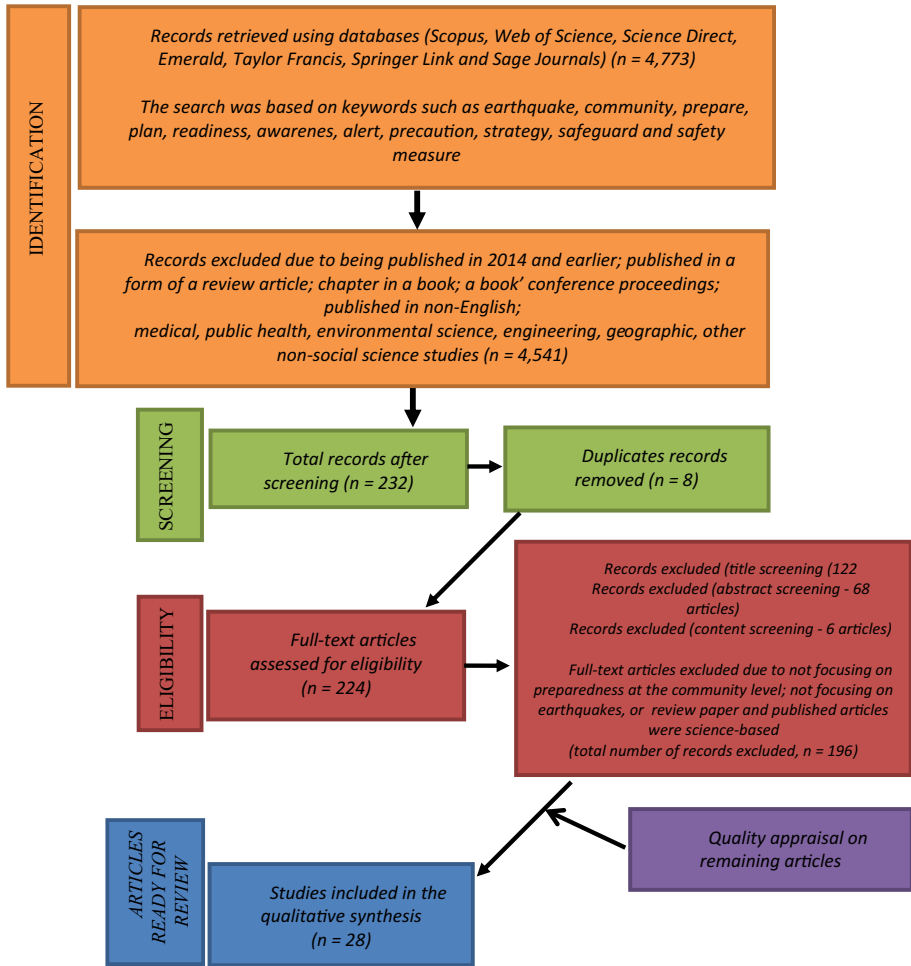 IDENTIFICATION
Records retrieved using databases (Scopus, Web of Science, Science Direct,
Emerald, Taylor Francis, Springer Link and Sage Journals) (n = 4,773)
The search was based on keywords such as earthquake, community, prepare,
plan, readiness, awarenes, alert, precaution, strategy, safeguard and safety
measure
Records excluded due to being published in 2014 and earlier; published in a
form of a review article; chapter in a book; a book' conference proceedings;
published in non-English;
medical, public health, environmental science, engineering, geographic, other
non-social science studies (n = 4,541)
SCREENING
Total records after
screening (n = 232)
Duplicates records
removed (n = 8)
ELIGIBILITY
Full-text articles
assessed for eligibility
(n = 224)
Records excluded (title screening (122
Records excluded (abstract screening - 68
articles)
Records excluded (content screening - 6 articles)
Full-text articles excluded due to not focusing on
preparedness at the community level; not focusing on
earthquakes, or review paper and published articles
were science-based
(total number of records excluded, n = 196)
ARTICLES
READY FOR
REVIEW
Studies included in the
qualitative synthesis
(n = 28)
Quality appraisal on
remaining articles